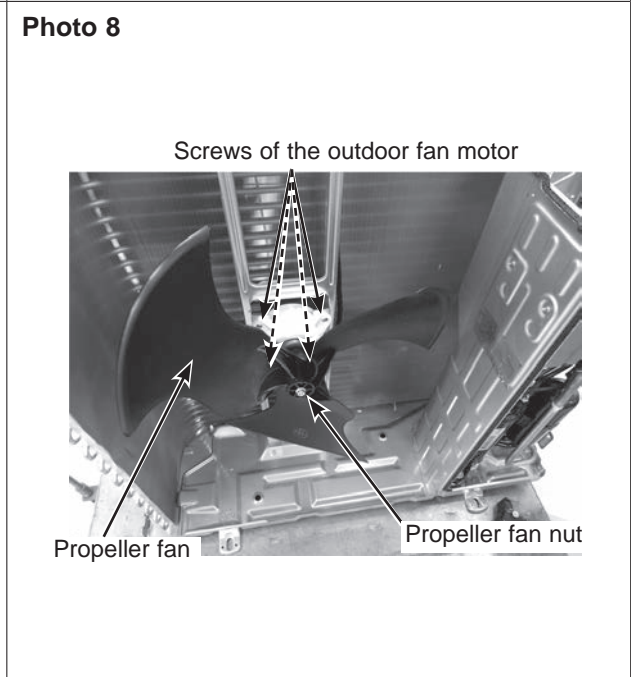 Photo 8
Screws of the outdoor fan motor
Propeller fan
Propeller fan nut